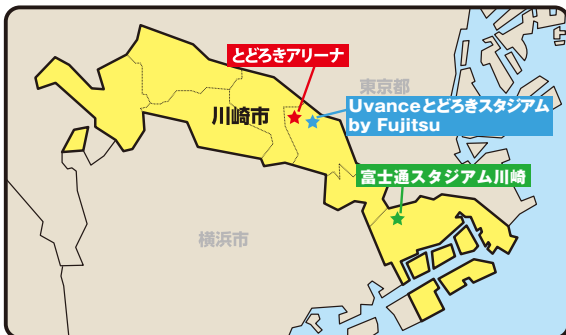 とどろきアリーナ
東京都
川崎市
Uvanceとどろきスタジアム
by Fujitsu
富士通スタジアム川崎
横浜市